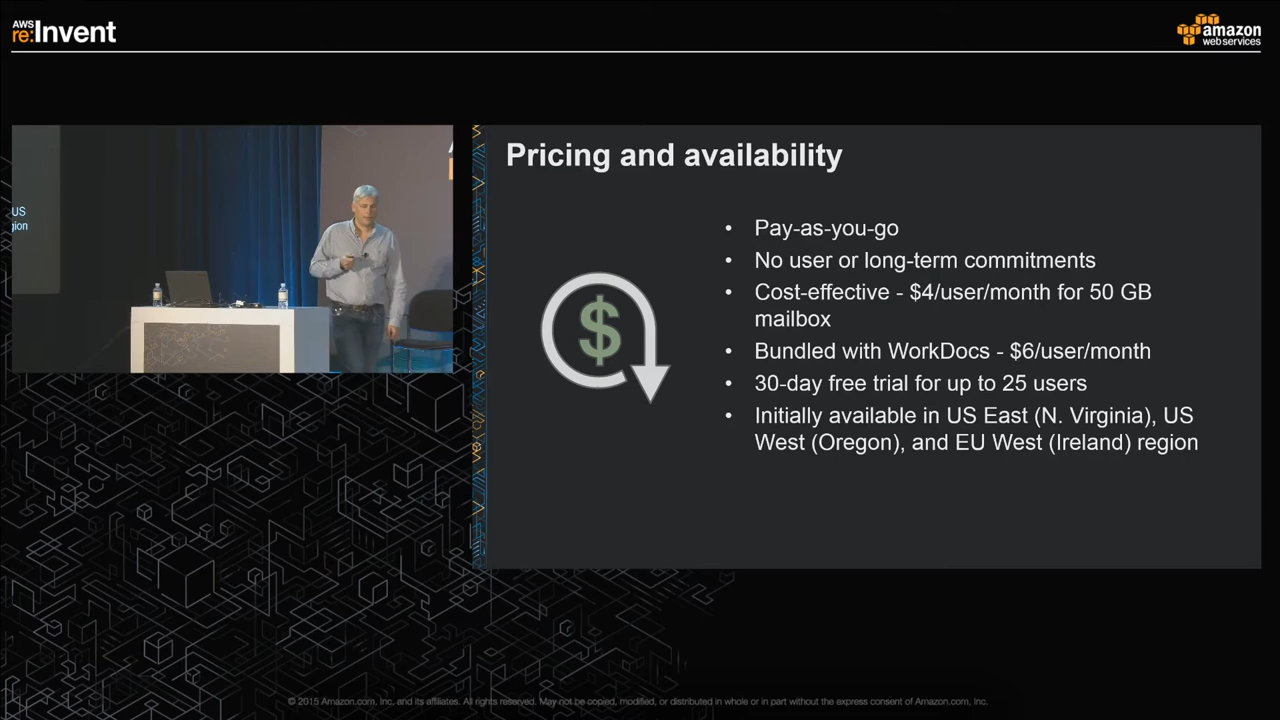 AWS
re:Invent
amazon
web services
US
gion
Pricing and availability
• Pay-as-you-go
• No user or long-term commitments
• Cost-effective - $4/user/month for 50 GB
mailbox
• Bundled with WorkDocs - $6/user/month
• 30-day free trial for up to 25 users
• Initially available in US East (N. Virginia), US
West (Oregon), and EU West (Ireland) region
$
© 2015 Amazon.com, Inc. and its affiliates. All rights reserved. May not be copied, modified, or distributed in whole or in part without the express consent of Amazon.com, Inc.